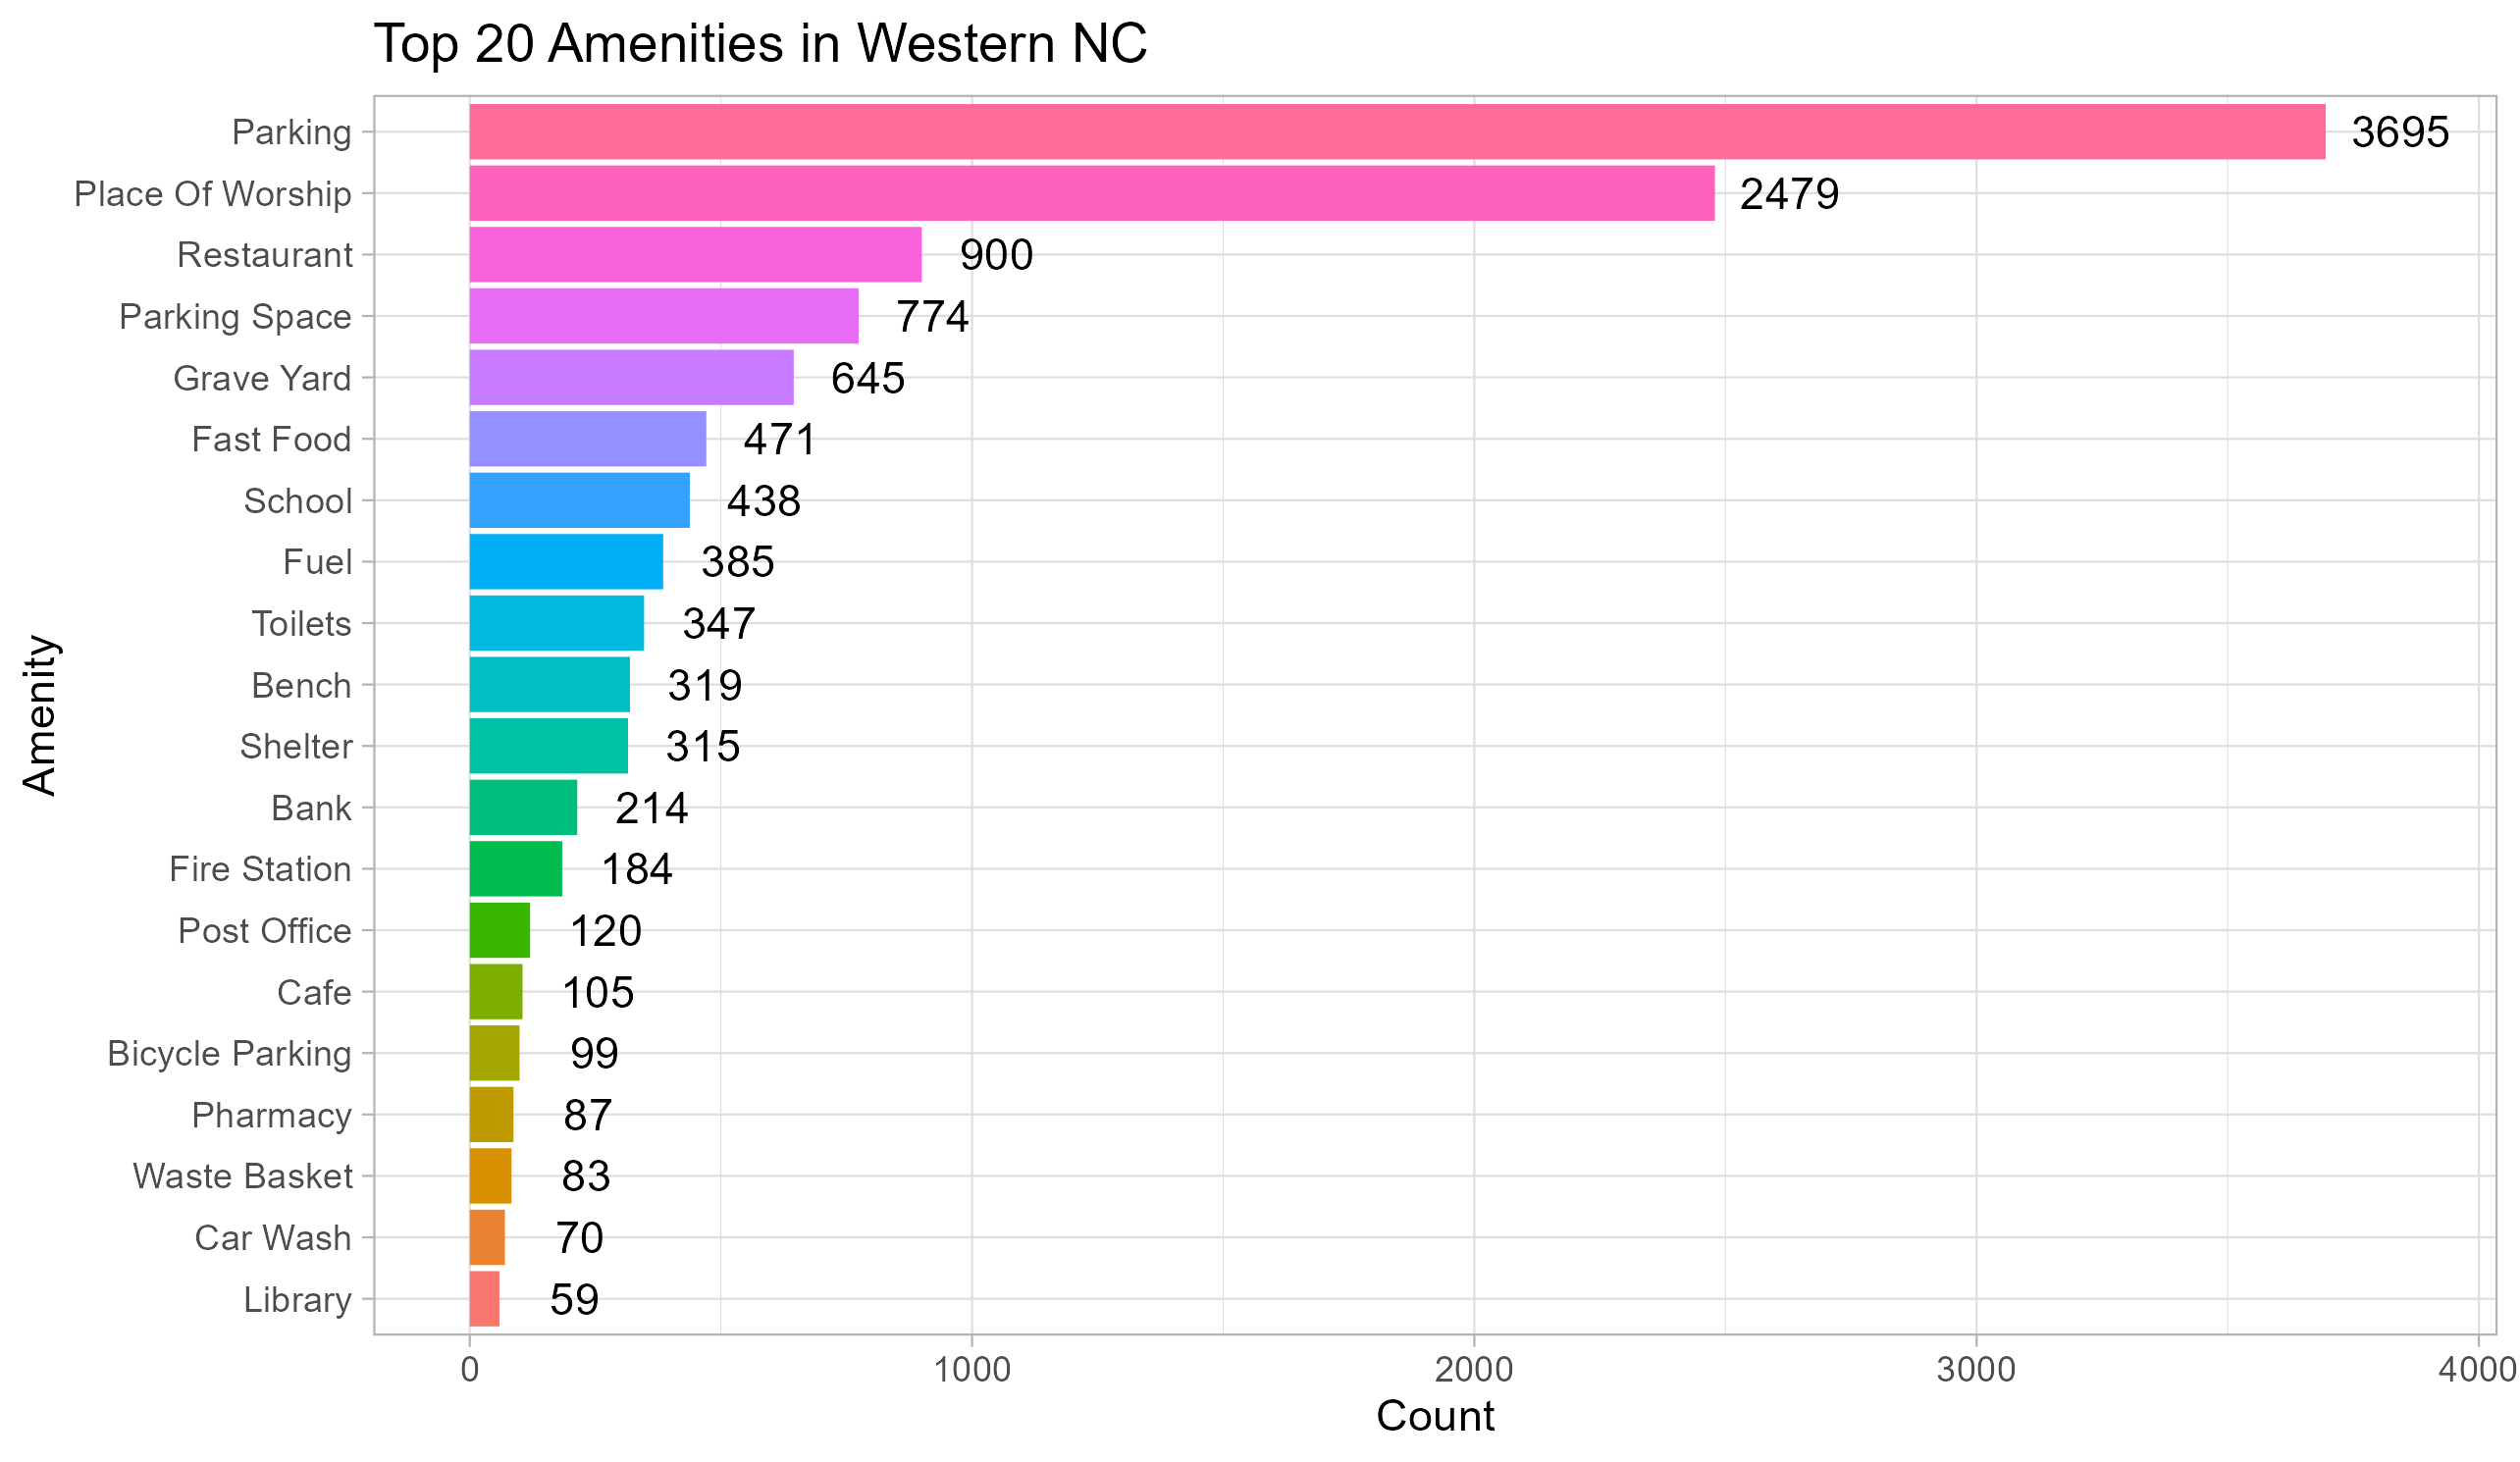 Top 20 Amenities in Western NC
Parking 3695
Place Of Worship 2479
Restaurant 900
Parking Space 774
Grave Yard 645
Fast Food 471
School 438
Fuel 385
Toilets 347
Bench 319
Shelter 315
Bank 214
Fire Station 184
Post Office 120
Cafe 105
Bicycle Parking 99
Pharmacy 87
Waste Basket 83
Car Wash 70
Library 59
Amenity
0 1000 2000 3000 4000
Count